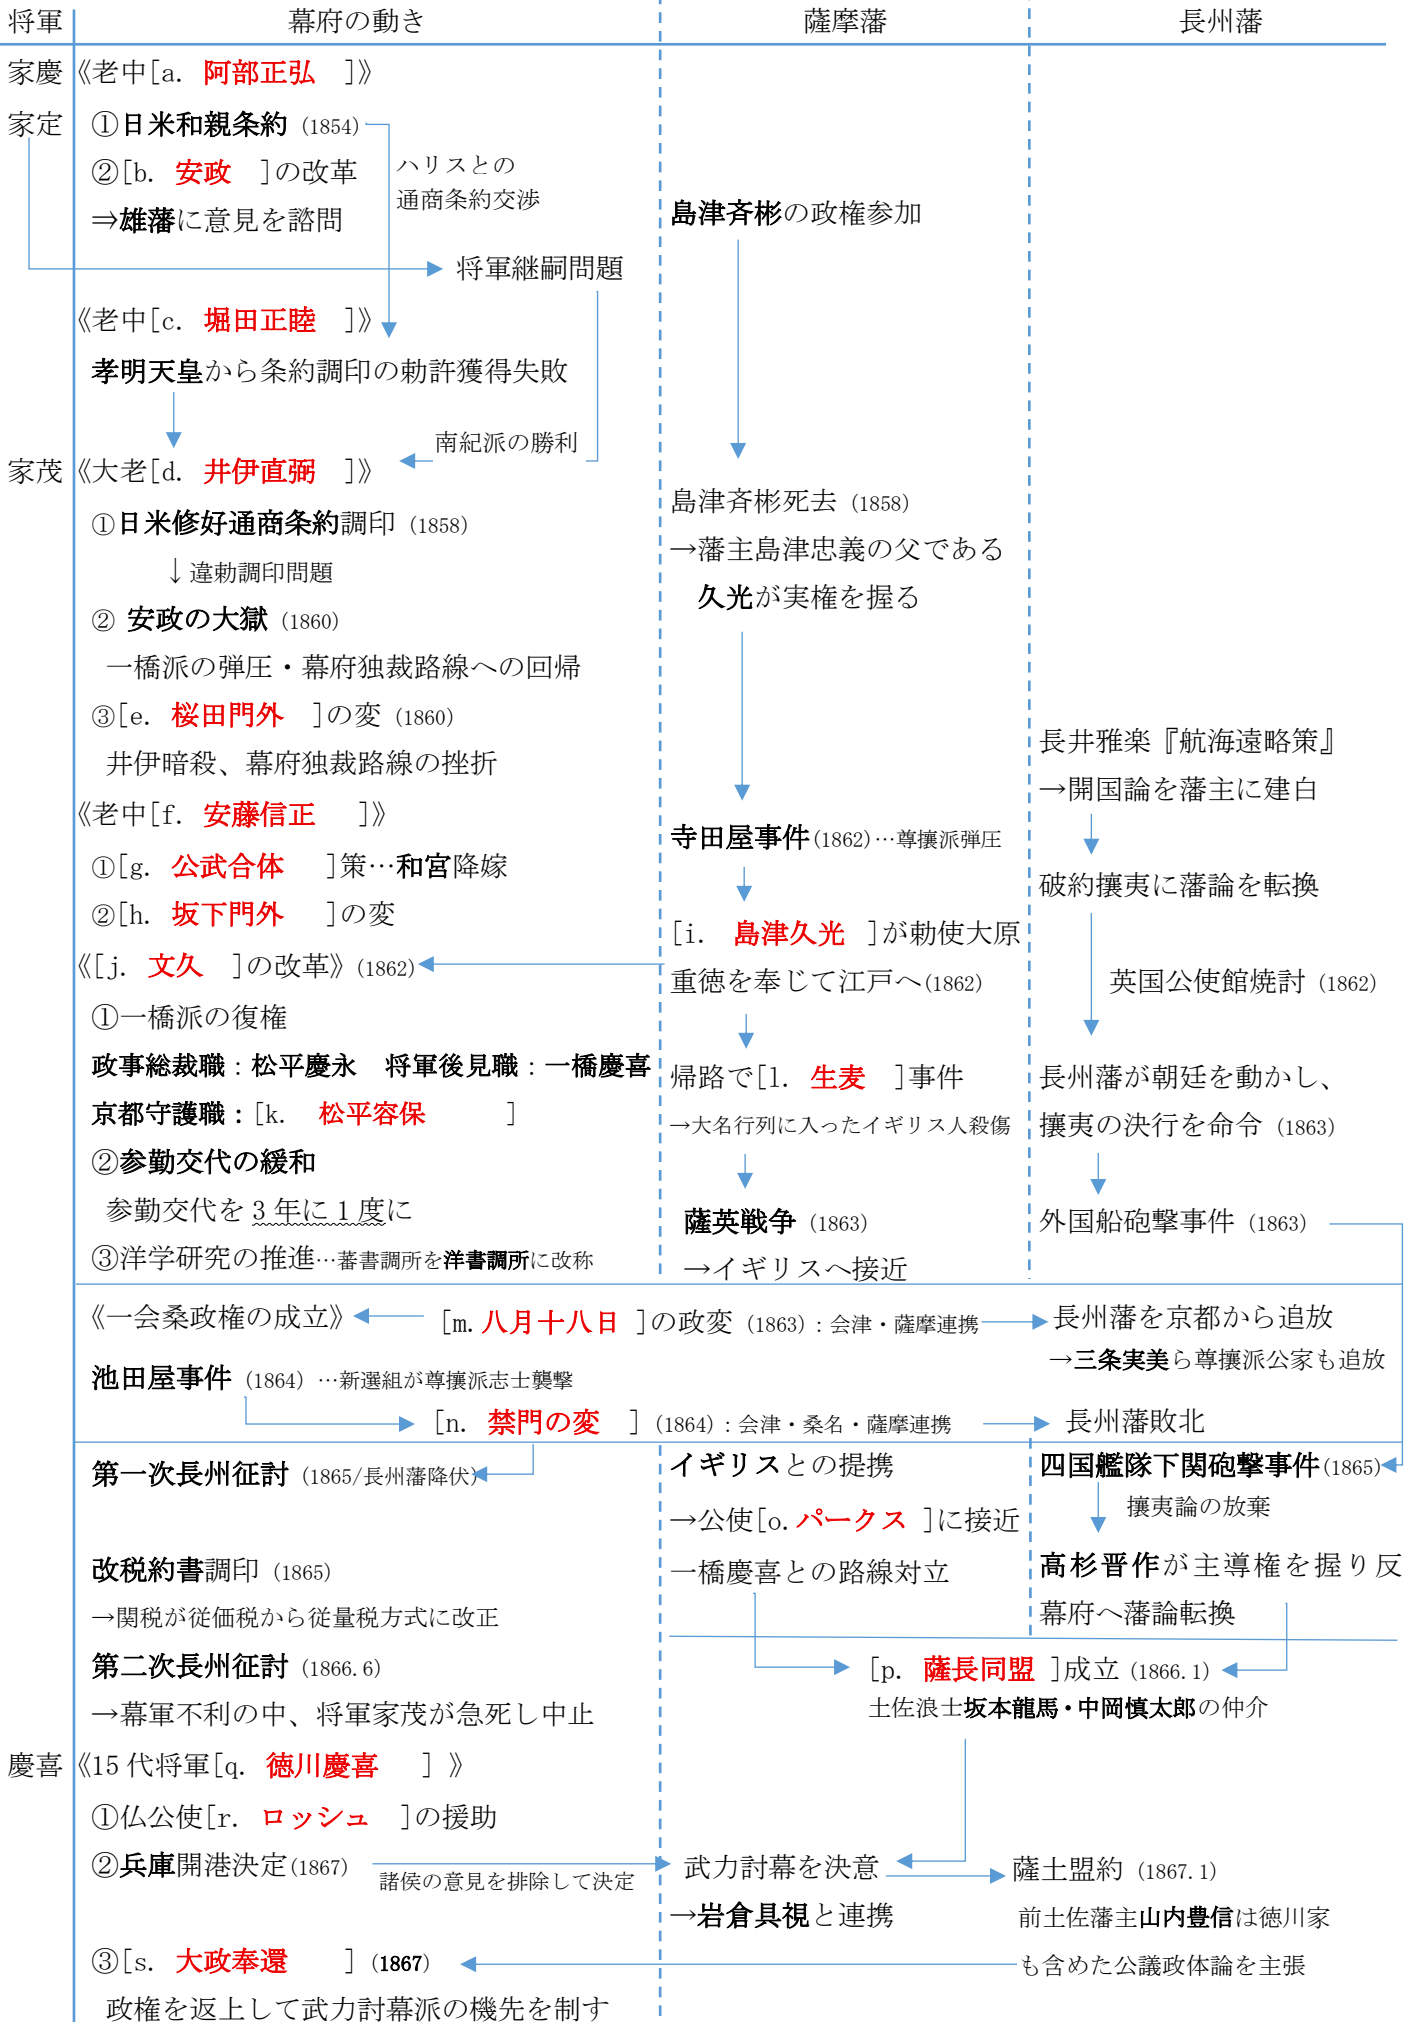 将軍 幕府の動き 薩摩藩 長州藩
家慶 《老中[a. 阿部正弘 ]》
家定 ①日米和親条約 (1854)
②[b. 安政 ]の改革
⇒雄藩に意見を諮問
ハリスとの
通商条約交渉
将軍継嗣問題
《老中[c. 堀田正睦 ]》
孝明天皇から条約調印の勅許獲得失敗
南紀派の勝利
家茂 《大老[d. 井伊直弼 ]》
①日米修好通商条約調印 (1858)
↓違勅調印問題
② 安政の大獄 (1860)
一橋派の弾圧・幕府独裁路線への回帰
③[e. 桜田門外 ]の変 (1860)
井伊暗殺、幕府独裁路線の挫折
《老中[f. 安藤信正 ]》
①[g. 公武合体 ]策…和宮降嫁
②[h. 坂下門外 ]の変
《[j. 文久 ]の改革》(1862)
①一橋派の復権
政事総裁職：松平慶永 将軍後見職：一橋慶喜
京都守護職：[k. 松平容保 ]
②参勤交代の緩和
参勤交代を 3 年に 1 度に
③洋学研究の推進…蕃書調所を洋書調所に改称
島津斉彬の政権参加
島津斉彬死去 (1858)
→藩主島津忠義の父である
久光が実権を握る
寺田屋事件(1862)…尊攘派弾圧
[i. 島津久光 ]が勅使大原
重徳を奉じて江戸へ(1862)
帰路で[l. 生麦 ]事件
→大名行列に入ったイギリス人殺傷
薩英戦争 (1863)
→イギリスへ接近
長井雅楽『航海遠略策』
→開国論を藩主に建白
破約攘夷に藩論を転換
英国公使館焼討 (1862)
長州藩が朝廷を動かし、
攘夷の決行を命令 (1863)
外国船砲撃事件 (1863)
《一会桑政権の成立》 [m.八月十八日 ]の政変 (1863)：会津・薩摩連携 長州藩を京都から追放
→三条実美ら尊攘派公家も追放
池田屋事件 (1864) …新選組が尊攘派志士襲撃
[n. 禁門の変 ] (1864)：会津・桑名・薩摩連携 長州藩敗北
第一次長州征討 (1865/長州藩降伏)
改税約書調印 (1865)
→関税が従価税から従量税方式に改正
第二次長州征討 (1866.6)
→幕軍不利の中、将軍家茂が急死し中止
イギリスとの提携
→公使[o.パークス ]に接近
一橋慶喜との路線対立
四国艦隊下関砲撃事件(1865)
攘夷論の放棄
高杉晋作が主導権を握り反
幕府へ藩論転換
[p. 薩長同盟 ]成立 (1866.1)
土佐浪士坂本龍馬・中岡慎太郎の仲介
慶喜 《15 代将軍[q. 徳川慶喜 ] 》
①仏公使[r. ロッシュ ]の援助
②兵庫開港決定(1867)
諸侯の意見を排除して決定
武力討幕を決意
→岩倉具視と連携
薩土盟約 (1867.1)
前土佐藩主山内豊信は徳川家
も含めた公議政体論を主張
③[s. 大政奉還 ] (1867)
政権を返上して武力討幕派の機先を制す